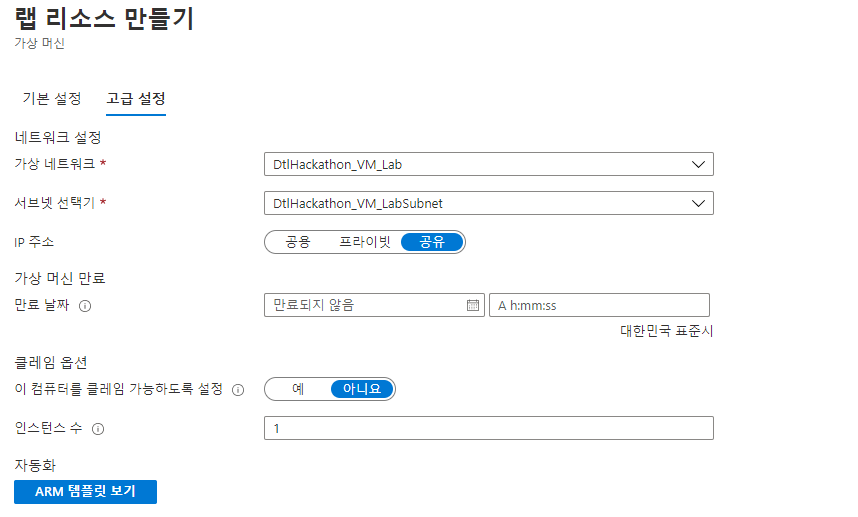 랩 리소스 만들기
가상 머신
기본 설정 고급 설정
네트워크 설정
가상 네트워크 * DtlHackathon_VM_Lab
서브넷 선택기 * DtlHackathon_VM_LabSubnet
IP 주소 공용 프라이빗 공유
가상 머신 만료
만료 날짜 만료되지 않음 A h:mm:ss
대한민국 표준시
클레임 옵션
이 컴퓨터를 클레임 가능하도록 설정 예 아니요
인스턴스 수 1
자동화
ARM 템플릿 보기